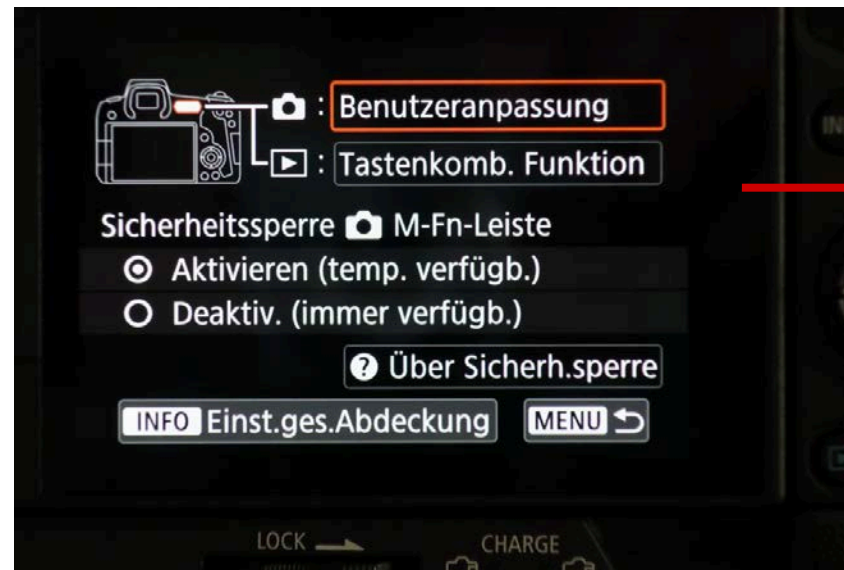 : Benutzeranpassung
: Tastenkomb. Funktion
Sicherheitssperre M-Fn-Leiste
Aktivieren (temp. verfügb.)
Deaktiv. (immer verfügb.)
? Über Sicherh.sperre
INFO Einst.ges.Abdeckung MENU
LOCK CHARGE